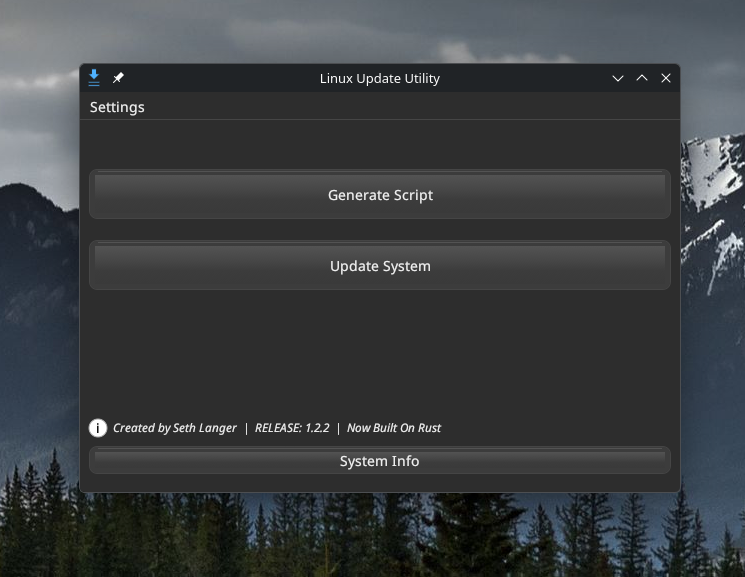 Linux Update Utility
Settings
Generate Script
Update System
i Created by Seth Langer | RELEASE: 1.2.2 | Now Built On Rust
System Info